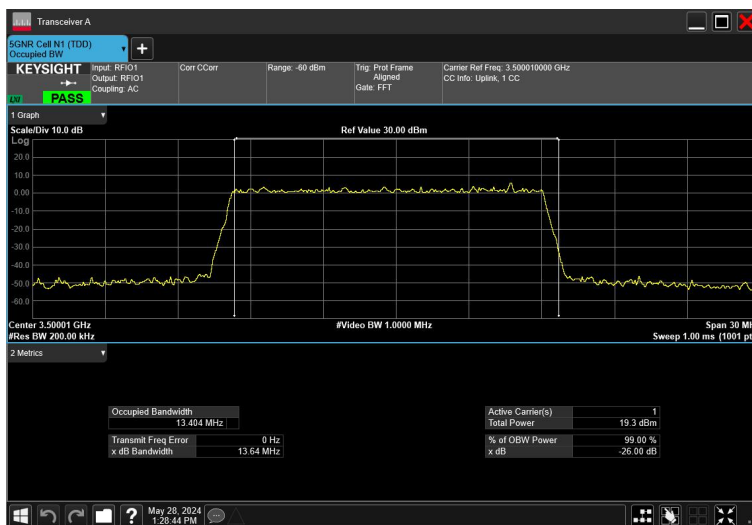 Transceiver A
5GNR Cell N1 (TDD)
Occupied BW
KEYSIGHT
Input: RFIO1
Output: RFIO1
Coupling: AC
Corr CCorr
Range: -60 dBm
Trig: Prot Frame
Aligned
Gate: FFT
Carrier Ref Freq: 3.500010000 GHz
CC Info: Uplink, 1 CC
LXI
PASS
1 Graph
Scale/Div 10.0 dB
Ref Value 30.00 dBm
Log
20.0
10.0
0.00
-10.0
-20.0
-30.0
-40.0
-50.0
-60.0
Center 3.50001 GHz
#Video BW 1.0000 MHz
Span 30 MH
#Res BW 200.00 kHz
Sweep 1.00 ms (1001 pt
2 Metrics
Occupied Bandwidth
13.404 MHz
Active Carrier(s) 1
Total Power 19.3 dBm
Transmit Freq Error 0 Hz
x dB Bandwidth 13.64 MHz
% of OBW Power 99.00 %
x dB -26.00 dB
?
May 28, 2024
1:28:44 PM